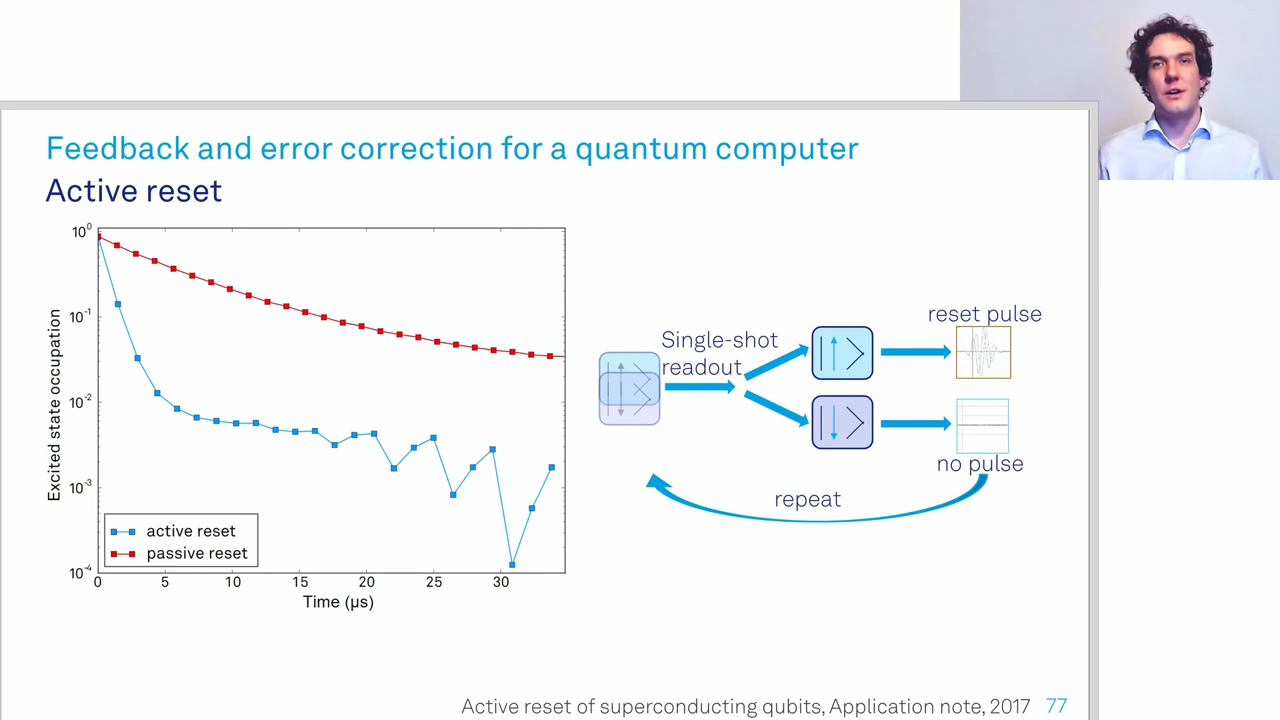 Feedback and error correction for a quantum computer
Active reset
10⁰
10⁻¹
10⁻²
10⁻³
10⁻⁴
Excited state occupation
active reset
passive reset
0 5 10 15 20 25 30
Time (µs)
Single-shot
readout
reset pulse
no pulse
repeat
Active reset of superconducting qubits, Application note, 2017 77